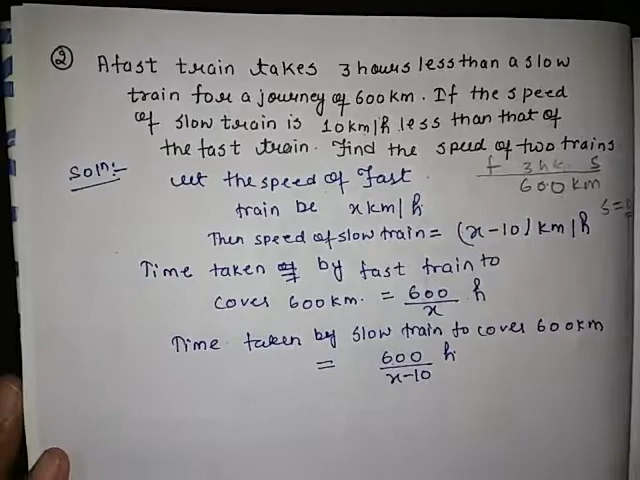 ② A fast train takes 3 hours less than a slow
train for a journey of 600 km. If the speed
of slow train is 10 km/h less than that of
the fast train. Find the speed of two trains.
f 3hr. S
600 km
S=
Soln:-
Let the speed of Fast
train be x km/h
Then speed of slow train = (x-10) km/h
Time taken by fast train to
cover 600 km. = 600/x h
Time taken by slow train to cover 600 km
= 600/x-10 h